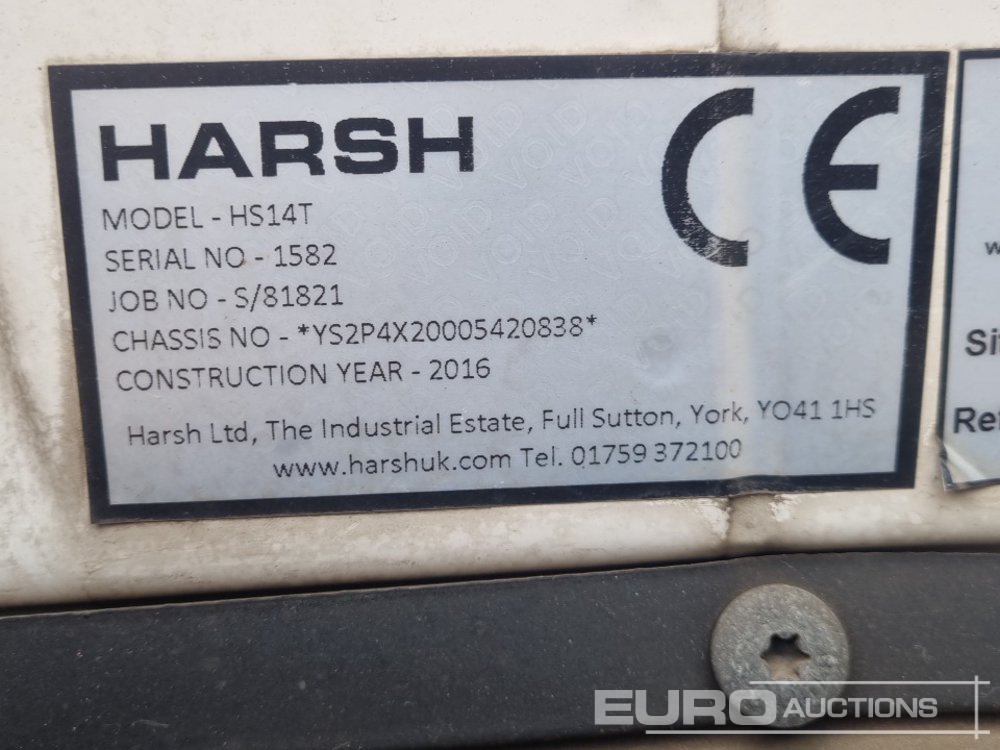 HARSH
CE
MODEL - HS14T
SERIAL NO - 1582
JOB NO - S/81821
CHASSIS NO - *YS2P4X20005420838*
CONSTRUCTION YEAR - 2016
Harsh Ltd, The Industrial Estate, Full Sutton, York, YO41 1HS
www.harshuk.com Tel. 01759 372100
EURO AUCTIONS